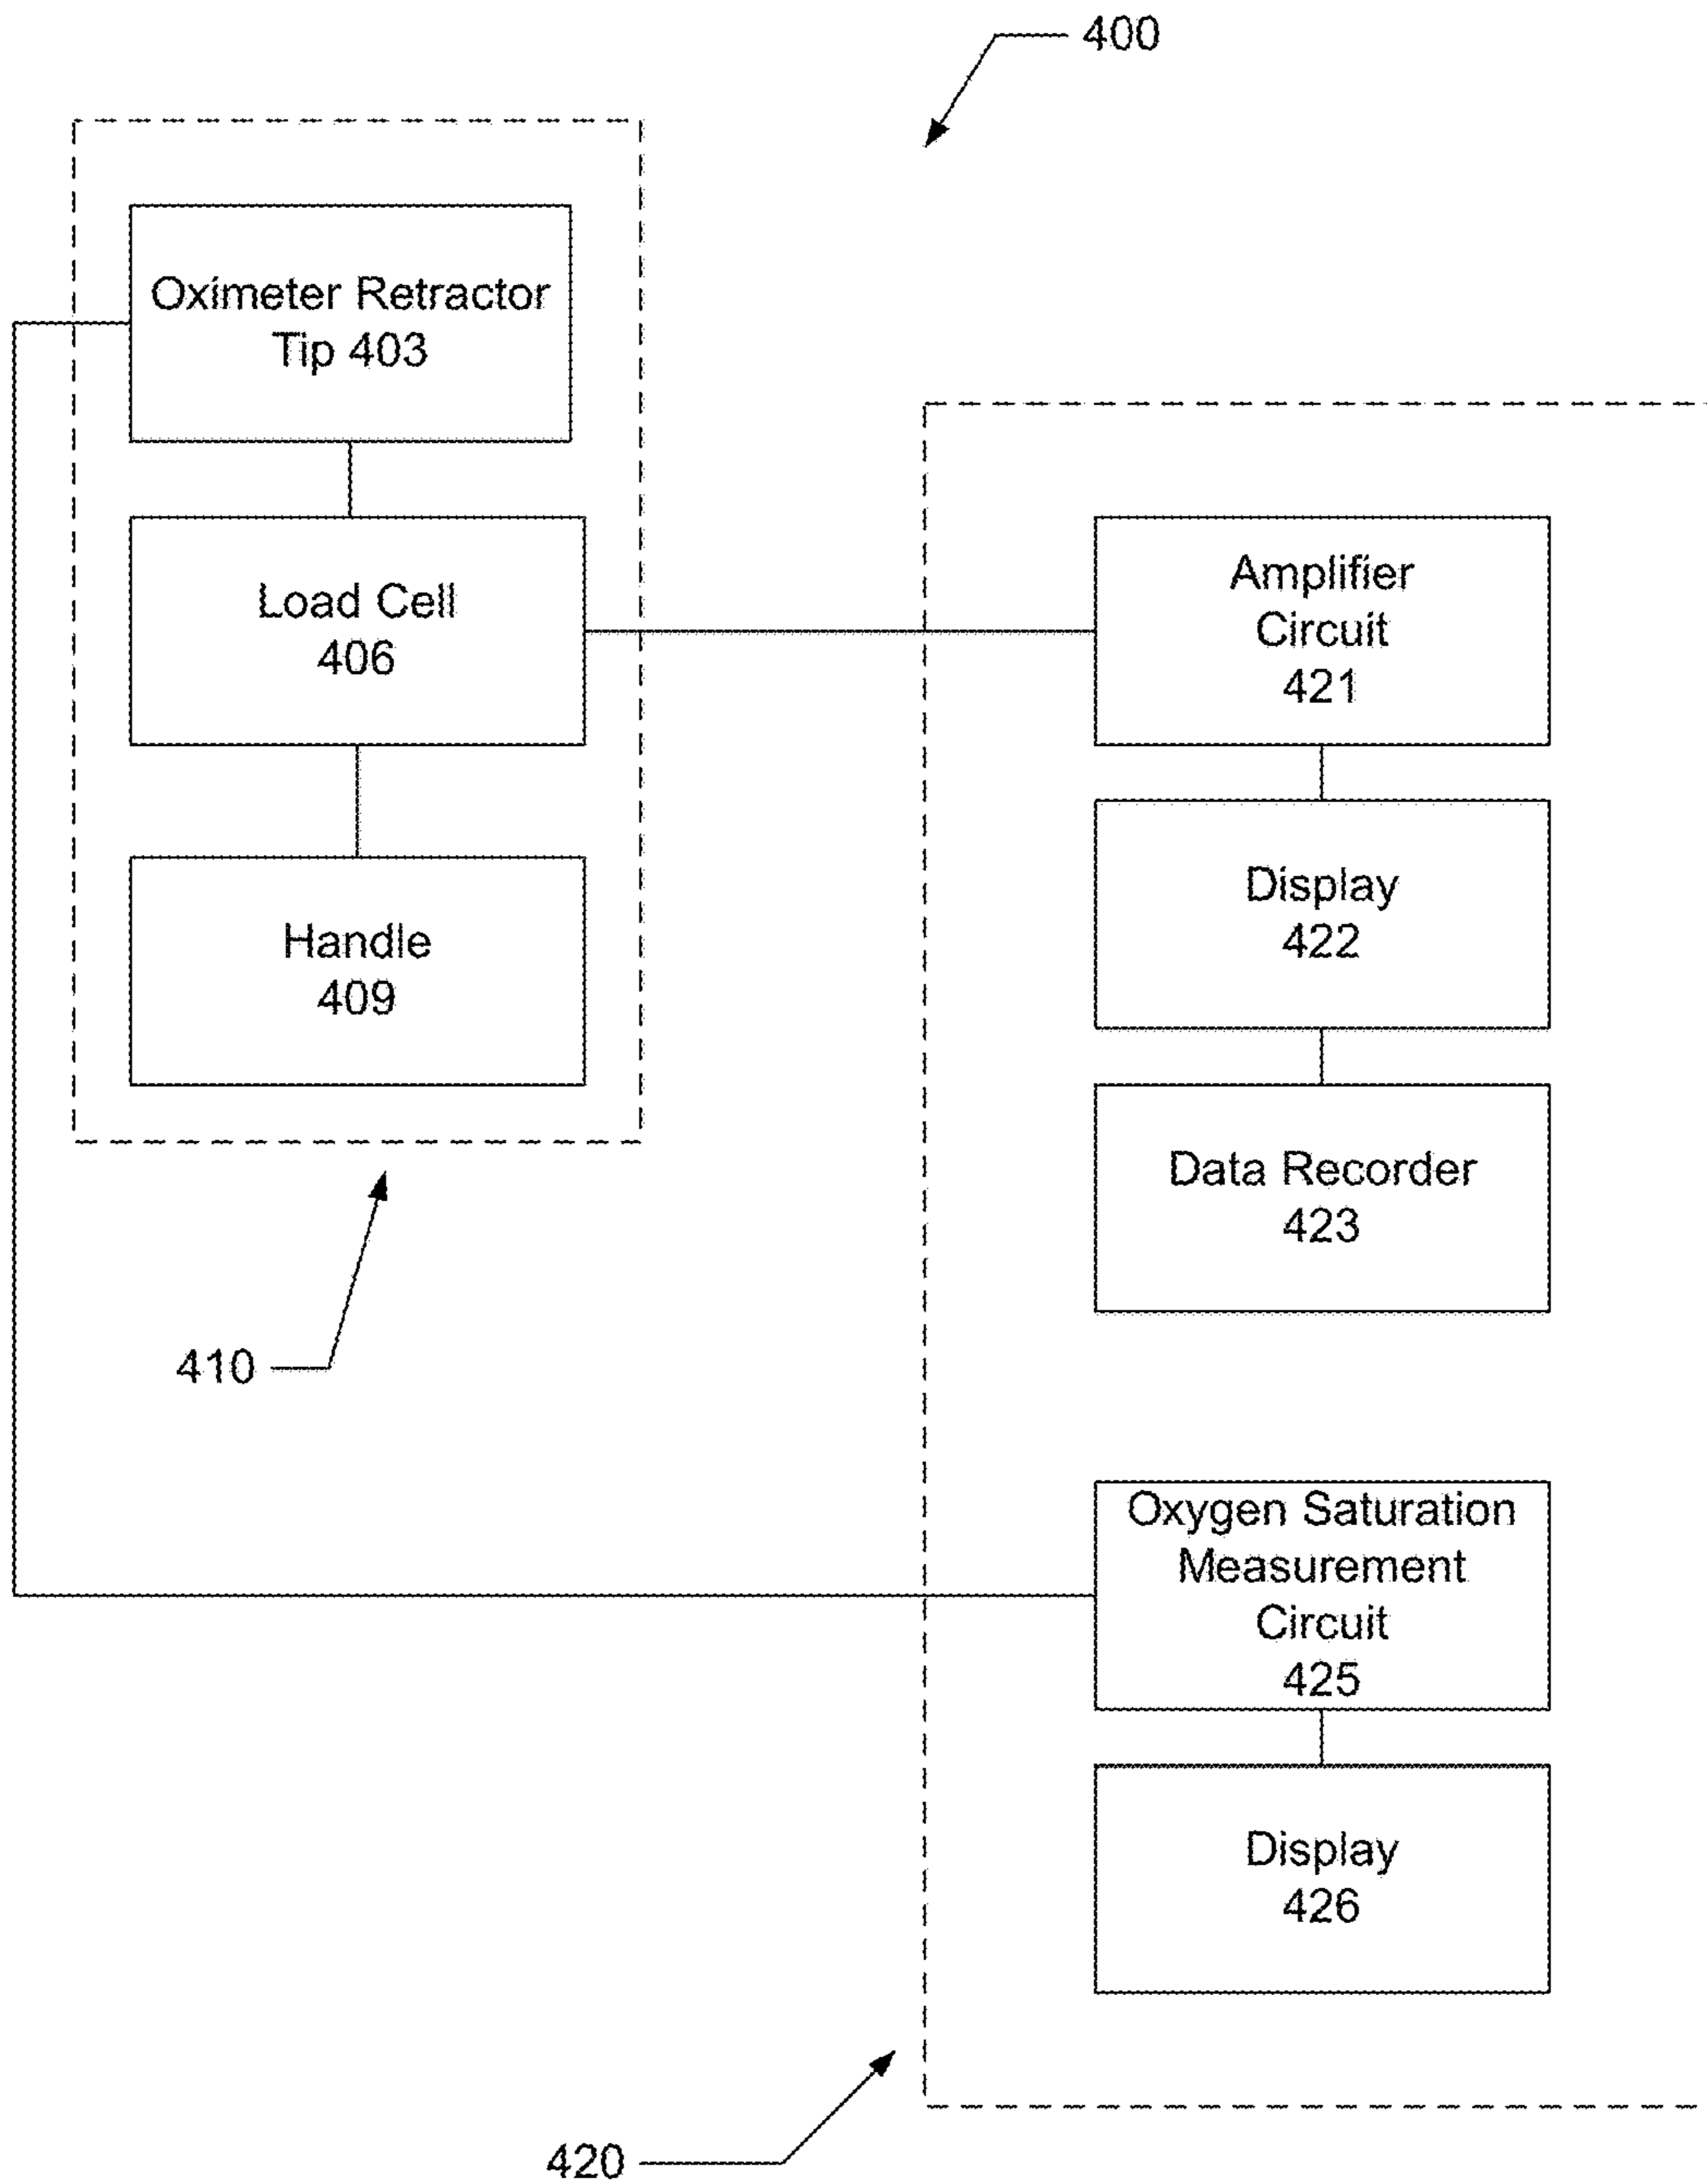 400
Oximeter Retractor
Tip 403
Load Cell
406
Handle
409
410
Amplifier
Circuit
421
Display
422
Data Recorder
423
Oxygen Saturation
Measurement
Circuit
425
Display
426
420